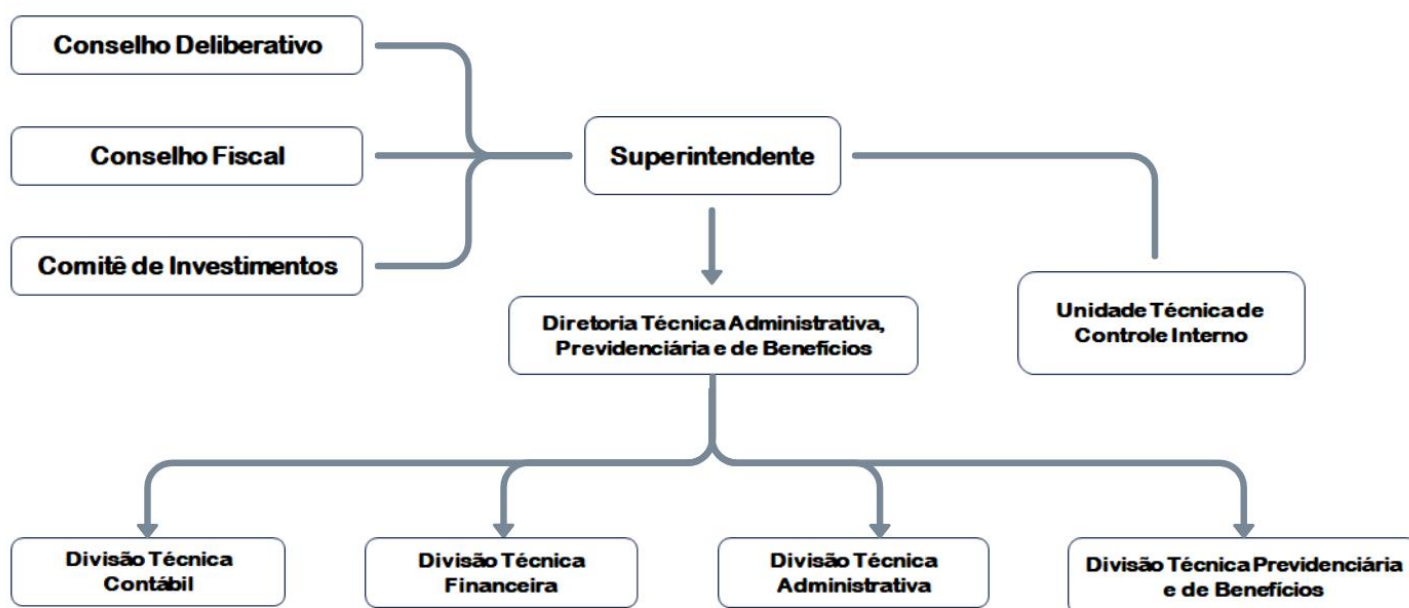 Conselho Deliberativo
Conselho Fiscal
Superintendente
Comitê de Investimentos
Diretoria Técnica Administrativa,
Previdenciária e de Benefícios
Unidade Técnica de
Controle Interno
Divisão Técnica
Contábil
Divisão Técnica
Financeira
Divisão Técnica
Administrativa
Divisão Técnica Previdenciária
e de Benefícios